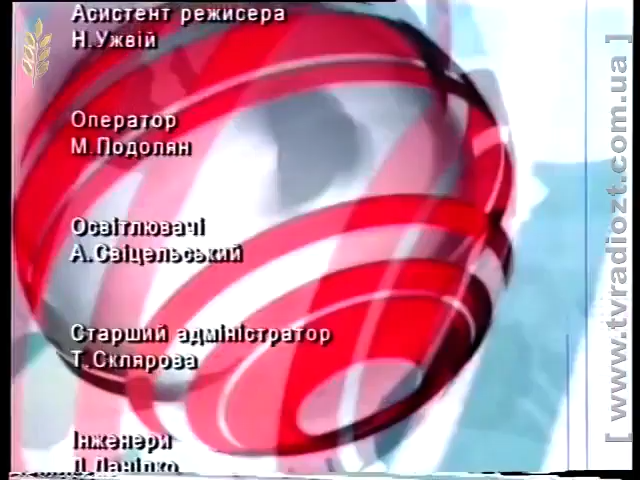 Асистент режисера
Н.Ужвій
Оператор
М.Подолян
Освітлювачі
А.Свіцельський
Старший адміністратор
Т.Склярова
Інженери
[ www.tvradiozt.com.ua ]